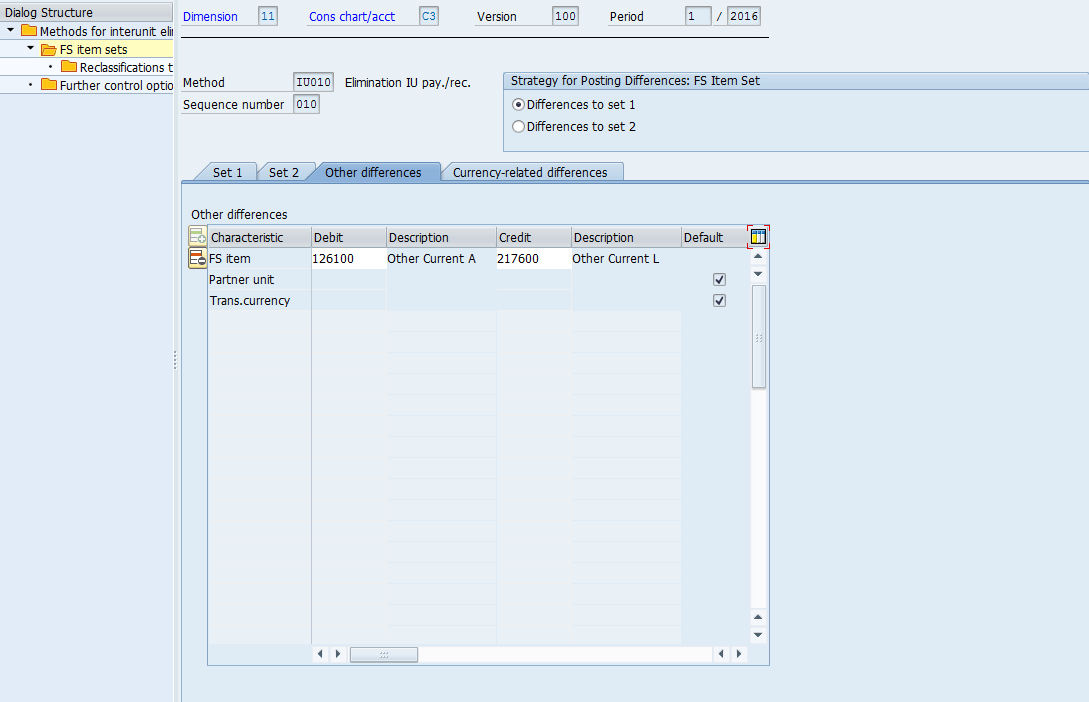 Dialog Structure
Methods for interunit eli
FS item sets
Reclassifications t
Further control optio
Dimension 11 Cons chart/acct C3 Version 100 Period 1 / 2016
Method IU010 Elimination IU pay./rec.
Sequence number 010
Strategy for Posting Differences: FS Item Set
Differences to set 1
Differences to set 2
Set 1 Set 2 Other differences Currency-related differences
Other differences
Characteristic Debit Description Credit Description Default
FS item 126100 Other Current A 217600 Other Current L
Partner unit
Trans.currency